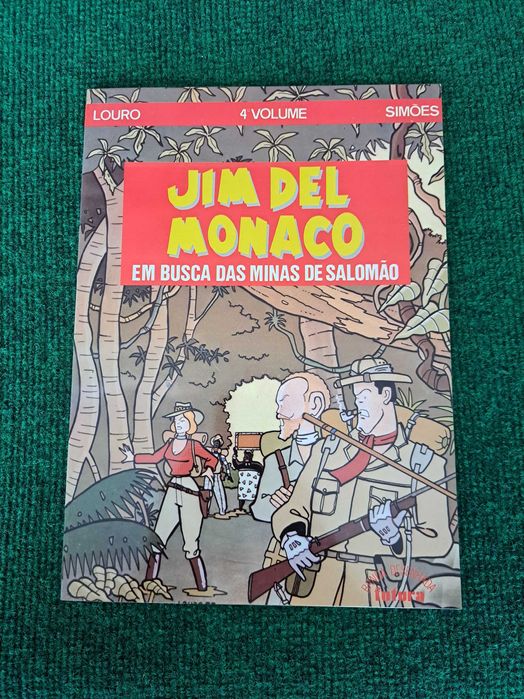 LOURO 4 VOLUME SIMÕES
JIM DEL
MONACO
EM BUSCA DAS MINAS DE SALOMÃO
futura